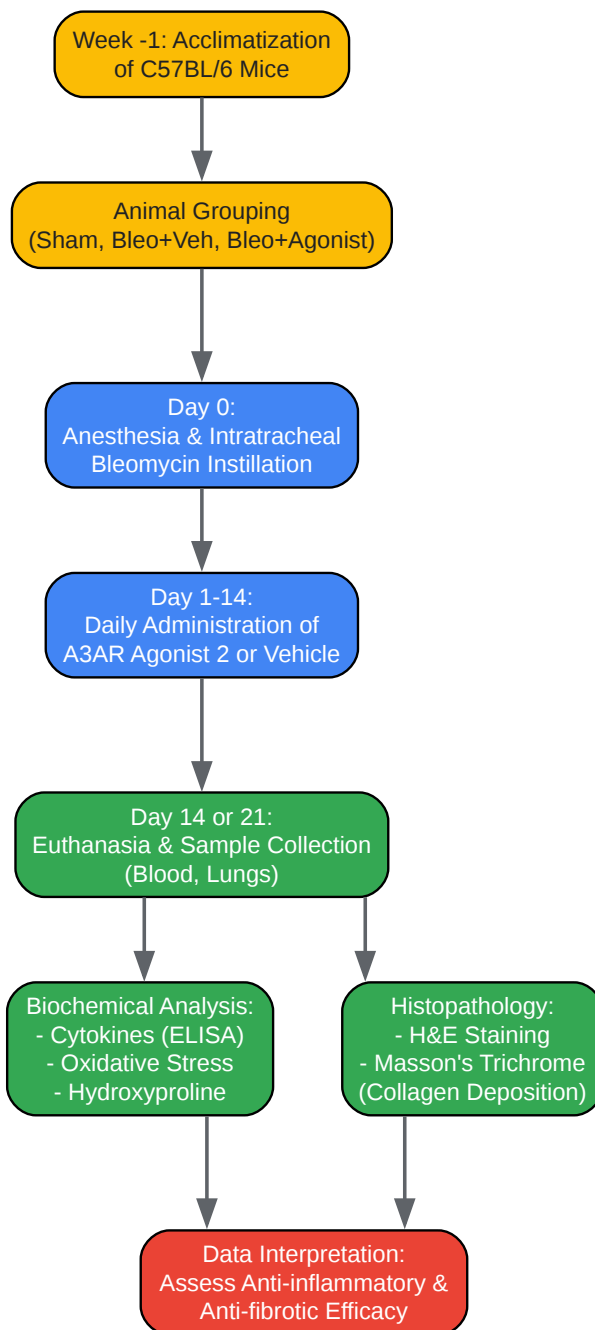 Week -1: Acclimatization
of C57BL/6 Mice
Animal Grouping
(Sham, Bleo+Veh, Bleo+Agonist)
Day 0:
Anesthesia & Intratracheal
Bleomycin Instillation
Day 1-14:
Daily Administration of
A3AR Agonist 2 or Vehicle
Day 14 or 21:
Euthanasia & Sample Collection
(Blood, Lungs)
Biochemical Analysis:
- Cytokines (ELISA)
- Oxidative Stress
- Hydroxyproline
Histopathology:
- H&E Staining
- Masson's Trichrome
(Collagen Deposition)
Data Interpretation:
Assess Anti-inflammatory &
Anti-fibrotic Efficacy